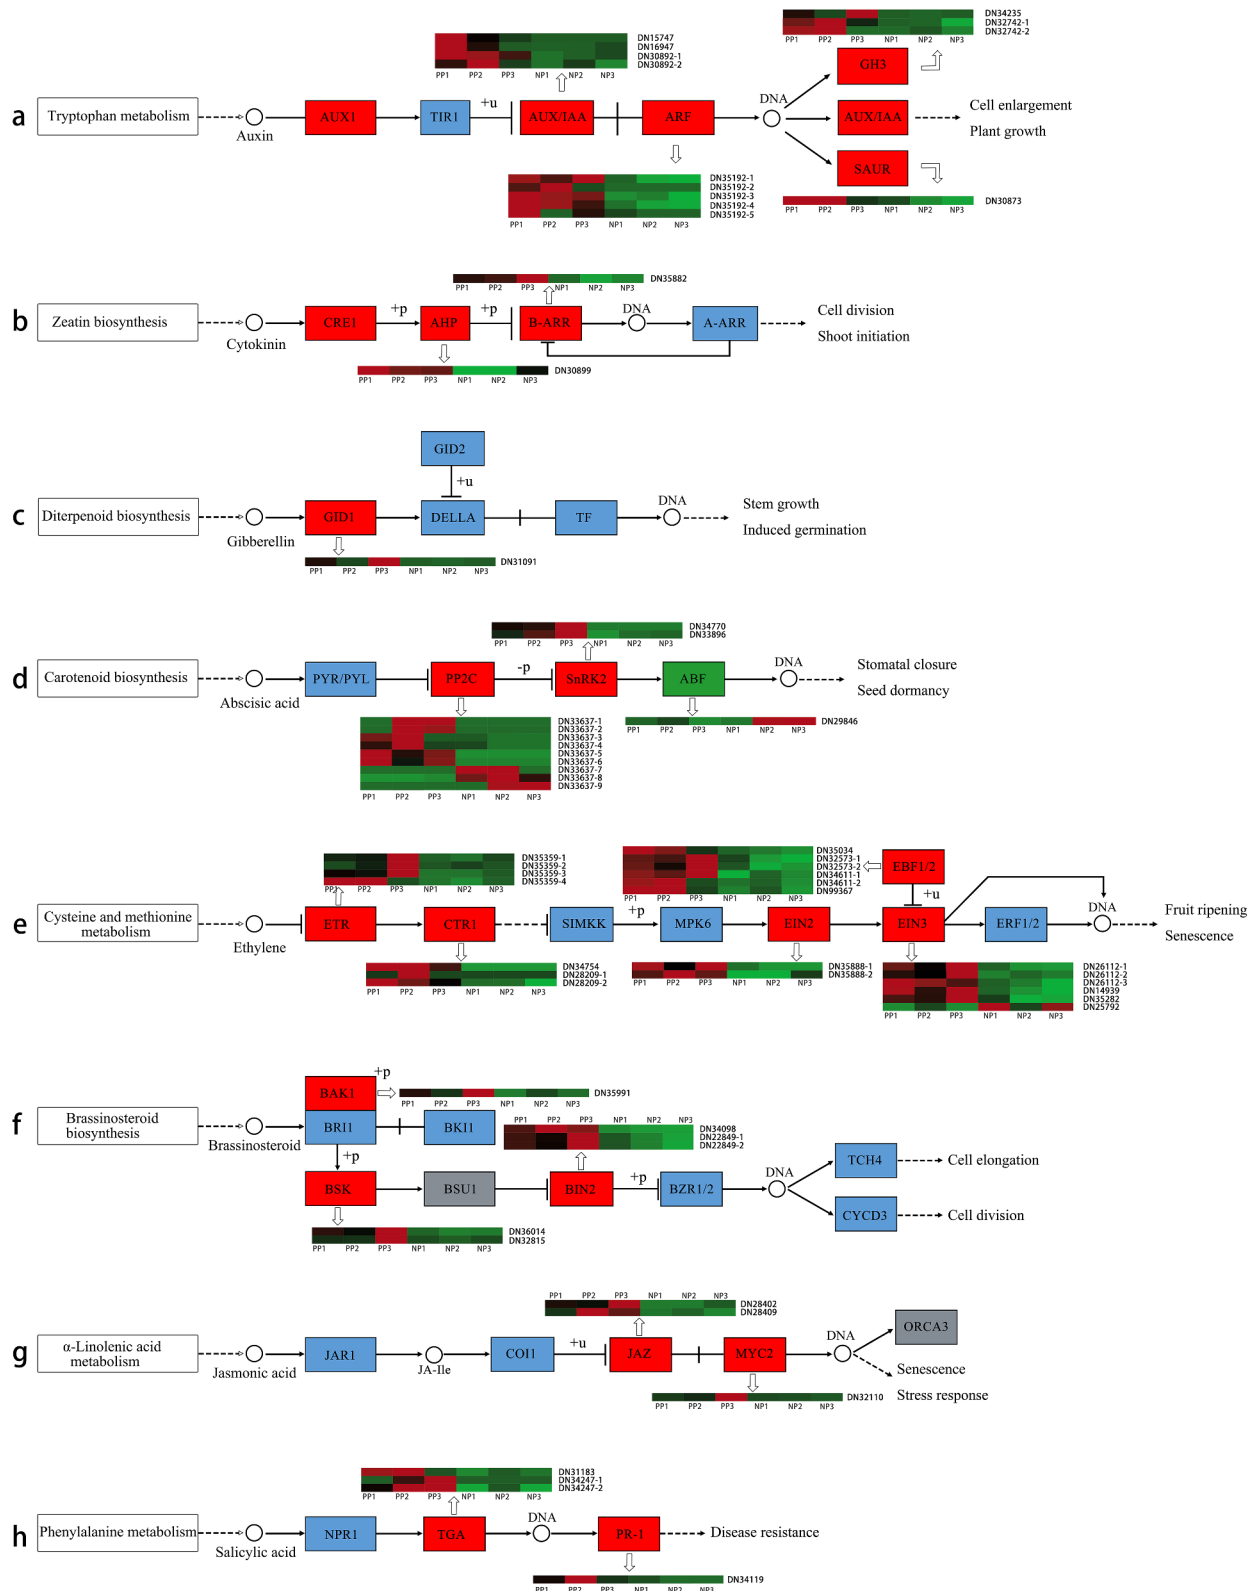 a
Tryptophan metabolism
Auxin
AUX1
TIR1
+u
AUX/IAA
ARF
DNA
GH3
AUX/IAA
SAUR
Cell enlargement
Plant growth
DN15747
DN16947
DN30892-1
DN30892-2
PP1 PP2 PP3 NP1 NP2 NP3
DN34235
DN32742-1
DN32742-2
PP1 PP2 PP3 NP1 NP2 NP3
DN35192-1
DN35192-2
DN35192-3
DN35192-4
DN35192-5
PP1 PP2 PP3 NP1 NP2 NP3
DN30873
PP1 PP2 PP3 NP1 NP2 NP3
b
Zeatin biosynthesis
Cytokinin
CRE1
+p
AHP
+p
B-ARR
DNA
A-ARR
Cell division
Shoot initiation
DN35882
PP1 PP2 PP3 NP1 NP2 NP3
DN30899
PP1 PP2 PP3 NP1 NP2 NP3
c
Diterpenoid biosynthesis
Gibberellin
GID1
GID2
+u
DELLA
TF
DNA
Stem growth
Induced germination
DN31091
PP1 PP2 PP3 NP1 NP2 NP3
d
Carotenoid biosynthesis
Abscisic acid
PYR/PYL
PP2C
-p
SnRK2
ABF
DNA
Stomatal closure
Seed dormancy
DN34770
DN33896
PP1 PP2 PP3 NP1 NP2 NP3
DN33637-1
DN33637-2
DN33637-3
DN33637-4
DN33637-5
DN33637-6
DN33637-7
DN33637-8
DN33637-9
PP1 PP2 PP3 NP1 NP2 NP3
DN29846
PP1 PP2 PP3 NP1 NP2 NP3
e
Cysteine and methionine
metabolism
Ethylene
ETR
CTR1
SIMKK
+p
MPK6
EIN2
EIN3
EBF1/2
+u
ERF1/2
DNA
Fruit ripening
Senescence
DN35359-1
DN35359-2
DN35359-3
DN35359-4
PP1 PP2 PP3 NP1 NP2 NP3
DN35034
DN32573-1
DN32573-2
DN34611-1
DN34611-2
DN99367
PP1 PP2 PP3 NP1 NP2 NP3
DN34754
DN28209-1
DN28209-2
PP1 PP2 PP3 NP1 NP2 NP3
DN35888-1
DN35888-2
PP1 PP2 PP3 NP1 NP2 NP3
DN26112-1
DN26112-2
DN26112-3
DN14939
DN35282
DN25792
PP1 PP2 PP3 NP1 NP2 NP3
f
Brassinosteroid
biosynthesis
Brassinosteroid
BAK1
+p
BRI1
BKI1
+p
BSK
BSU1
BIN2
+p
BZR1/2
DNA
TCH4
CYCD3
Cell elongation
Cell division
DN35991
PP1 PP2 PP3 NP1 NP2 NP3
PP1 PP2 PP3 NP1 NP2 NP3
DN34098
DN22849-1
DN22849-2
DN36014
DN32815
PP1 PP2 PP3 NP1 NP2 NP3
g
α-Linolenic acid
metabolism
Jasmonic acid
JAR1
JA-Ile
COI1
+u
JAZ
MYC2
DNA
ORCA3
Senescence
Stress response
PP1 PP2 PP3 NP1 NP2 NP3
DN28402
DN28409
DN32110
PP1 PP2 PP3 NP1 NP2 NP3
h
Phenylalanine metabolism
Salicylic acid
NPR1
TGA
DNA
PR-1
Disease resistance
DN31183
DN34247-1
DN34247-2
PP1 PP2 PP3 NP1 NP2 NP3
DN34119
PP1 PP2 PP3 NP1 NP2 NP3